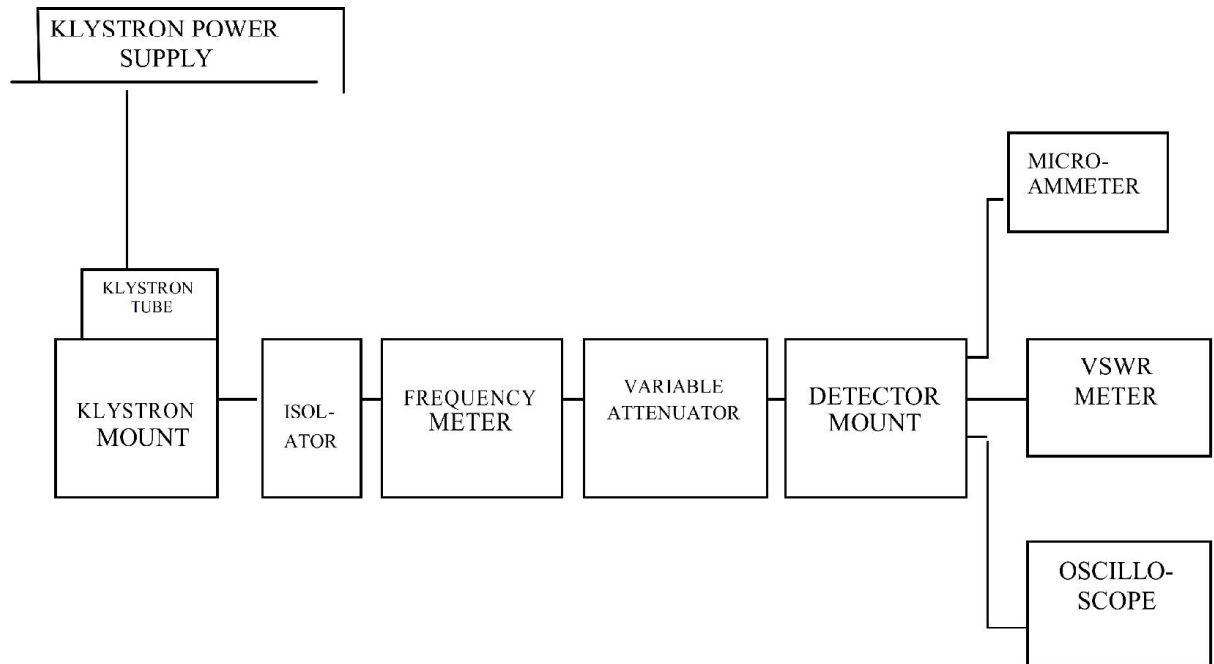 KLYSTRON POWER
SUPPLY
MICRO-
AMMETER
KLYSTRON
TUBE
KLYSTRON
MOUNT
ISOL-
ATOR
FREQUENCY
METER
VARIABLE
ATTENUATOR
DETECTOR
MOUNT
VSWR
METER
OSCILLO-
SCOPE